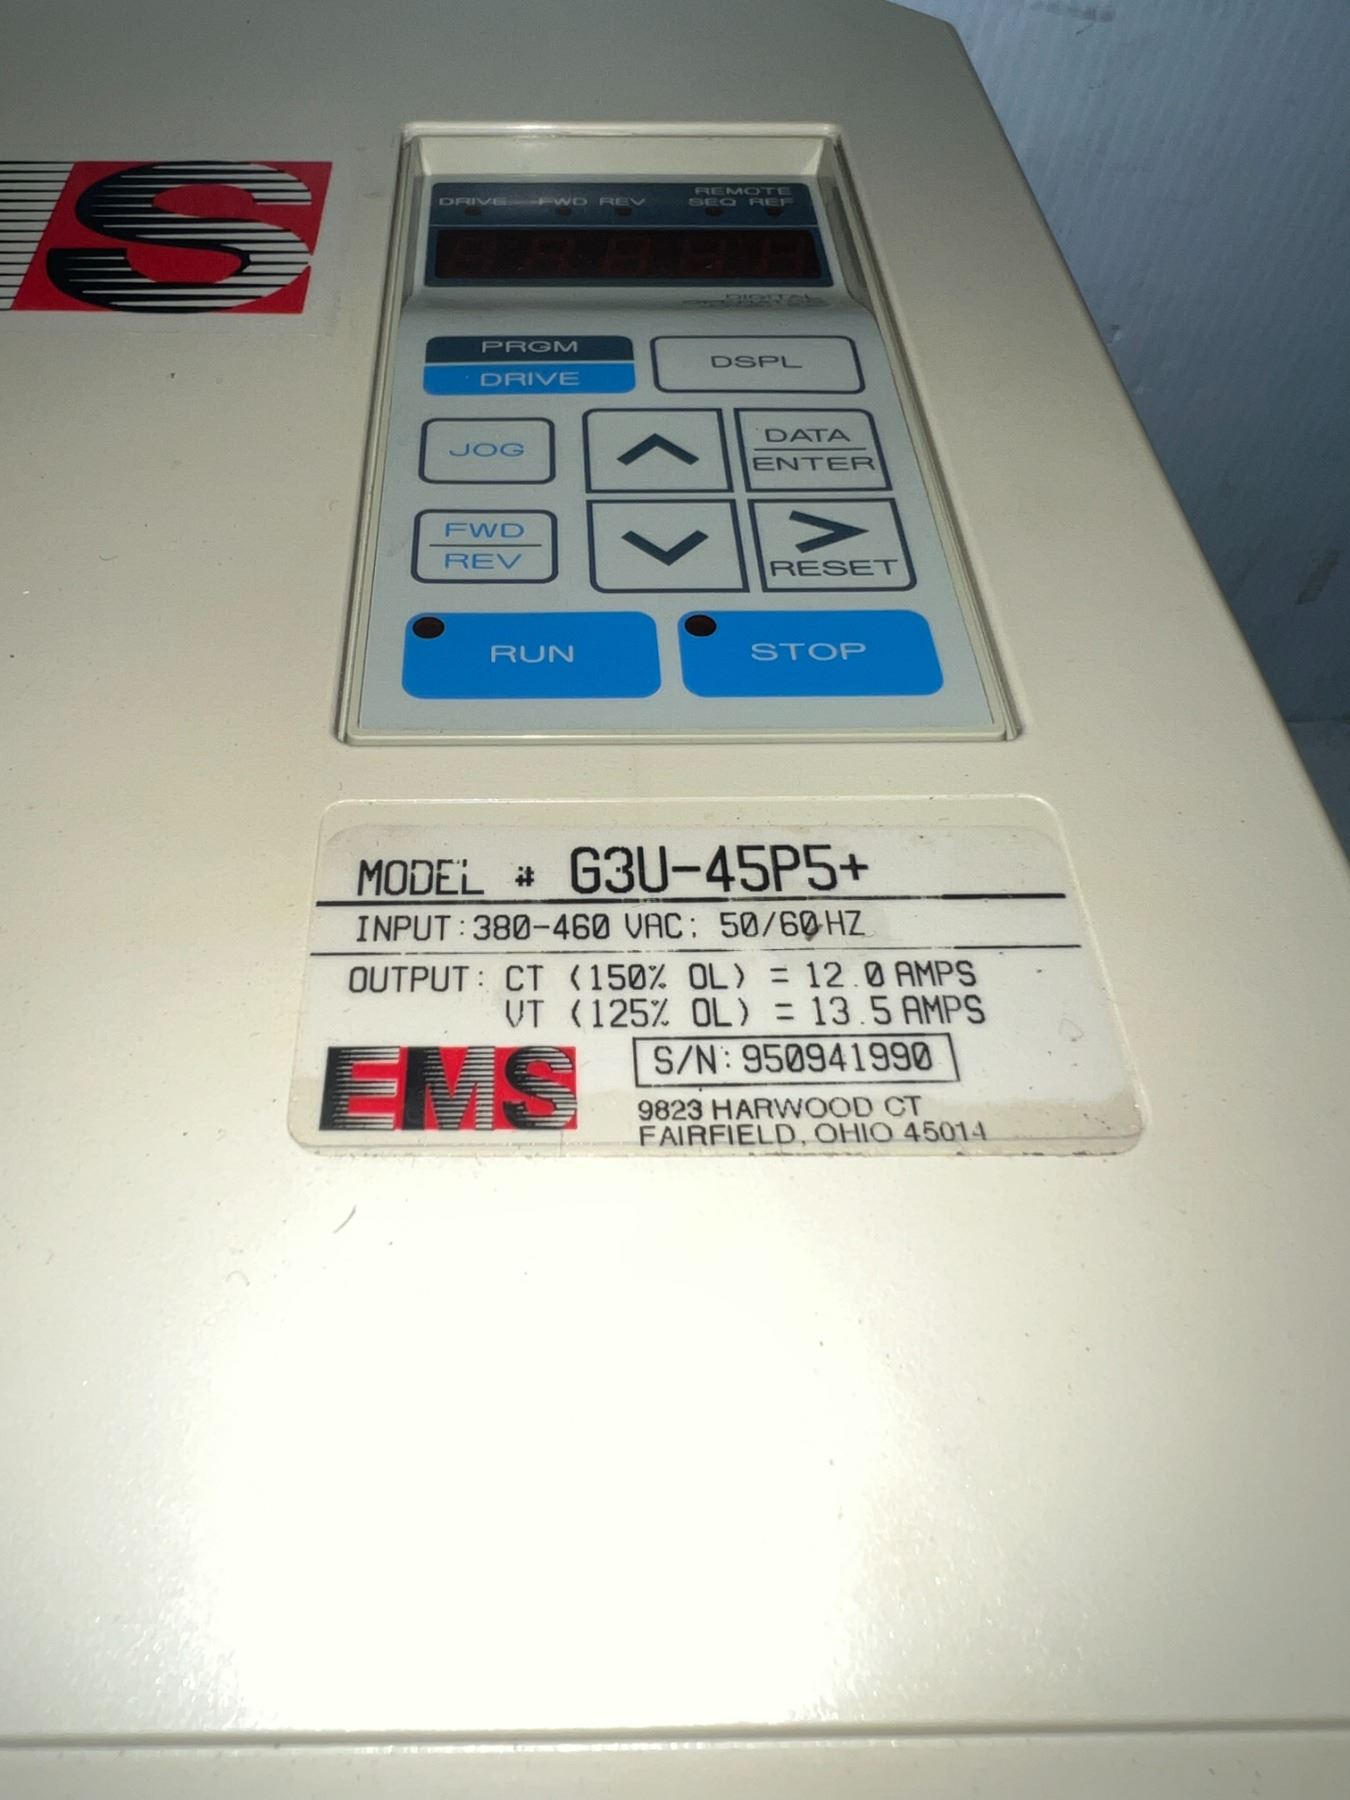 S
REMOTE
DRIVE FWD REV SEQ REF
DIGITAL
OPERATOR
PRGM
DRIVE
DSPL
JOG
DATA
ENTER
FWD
REV
>
RESET
RUN
STOP
MODEL # G3U-45P5+
INPUT: 380-460 VAC; 50/60 HZ
OUTPUT: CT (150% OL) = 12.0 AMPS
VT (125% OL) = 13.5 AMPS
S/N: 950941990
EMS
9823 HARWOOD CT
FAIRFIELD, OHIO 45014